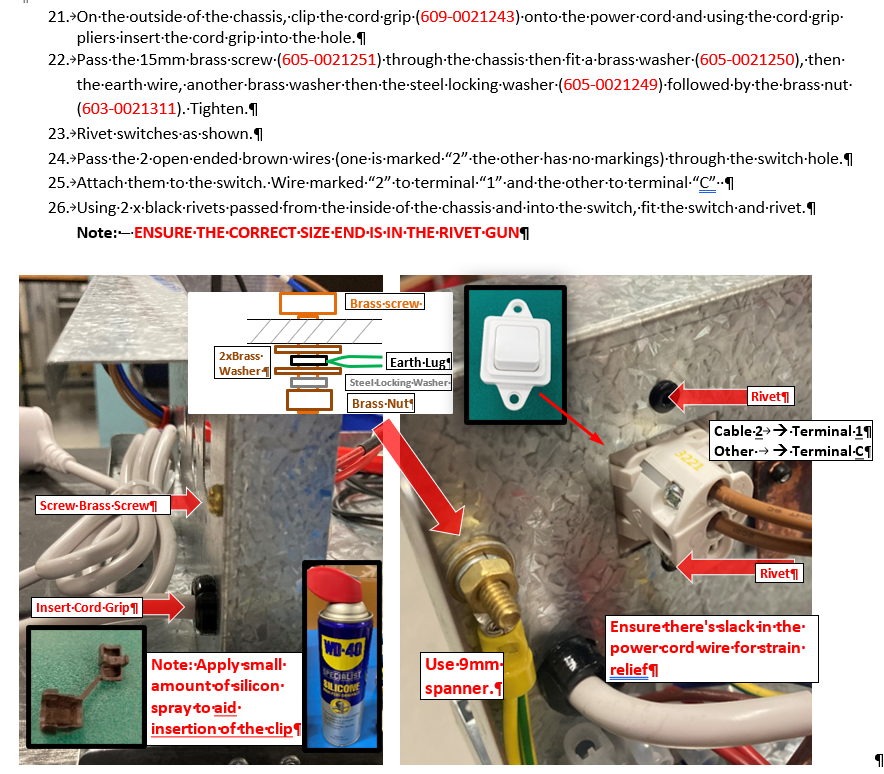 21. On the outside of the chassis, clip the cord grip (609-0021243) onto the power cord and using the cord grip
pliers insert the cord grip into the hole.¶
22. Pass the 15mm brass screw (605-0021251) through the chassis then fit a brass washer (605-0021250), then
the earth wire, another brass washer then the steel locking washer (605-0021249) followed by the brass nut
(603-0021311). Tighten.¶
23. Rivet switches as shown.¶
24. Pass the 2 open ended brown wires (one is marked “2” the other has no markings) through the switch hole.¶
25. Attach them to the switch. Wire marked “2” to terminal “1” and the other to terminal “C” ¶
26. Using 2 x black rivets passed from the inside of the chassis and into the switch, fit the switch and rivet.¶
Note: – ENSURE THE CORRECT SIZE END IS IN THE RIVET GUN¶
Brass screw
2xBrass
Washer¶
Earth Lug¶
Steel Locking Washer
Brass Nut¶
Rivet¶
Cable 2 → Terminal 1¶
Other → Terminal C¶
3221
Screw Brass Screw¶
Rivet¶
Insert Cord Grip¶
Note: Apply small
amount of silicon
spray to aid
insertion of the clip¶
WD-40
SPECIALIST
SILICONE
Use 9mm
spanner.¶
Ensure there's slack in the
power cord wire for strain
relief¶
¶